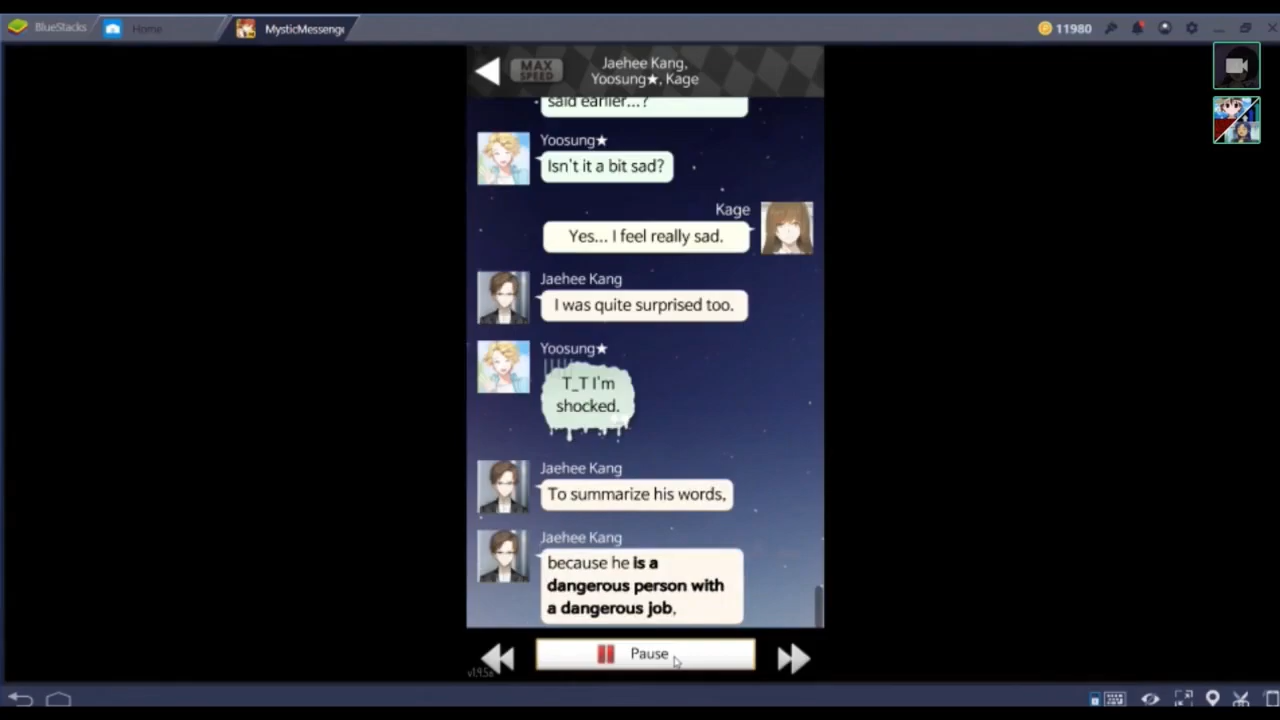 BlueStacks
Home
MysticMesseng
11980
MAX
SPEED
Jaehee Kang,
Yoosung★, Kage
said earlier...?
Yoosung★
Isn't it a bit sad?
Kage
Yes... I feel really sad.
Jaehee Kang
I was quite surprised too.
Yoosung★
T_T I'm
shocked.
Jaehee Kang
To summarize his words,
Jaehee Kang
because he is a
dangerous person with
a dangerous job,
Pause